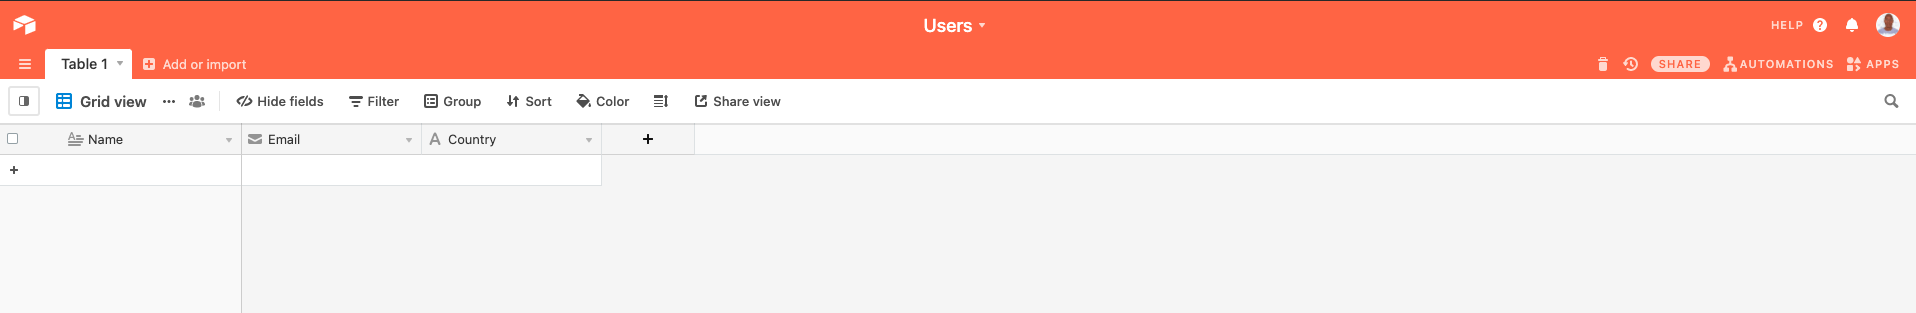 Users
HELP
Table 1
Add or import
SHARE
AUTOMATIONS
APPS
Grid view
Hide fields
Filter
Group
Sort
Color
Share view
Name
Email
A Country
+
+